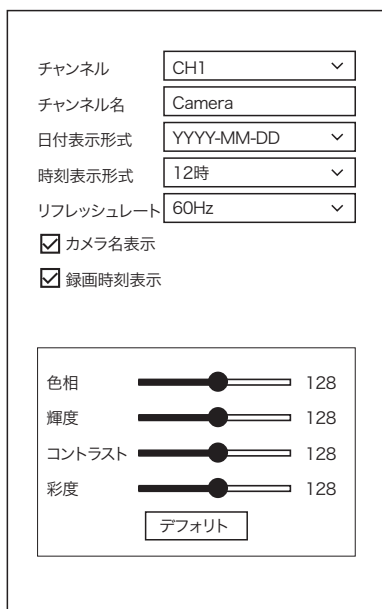 チャンネル CH1
チャンネル名 Camera
日付表示形式 YYYY-MM-DD
時刻表示形式 12時
リフレッシュレート 60Hz
カメラ名表示
録画時刻表示
色相 128
輝度 128
コントラスト 128
彩度 128
デフォリト